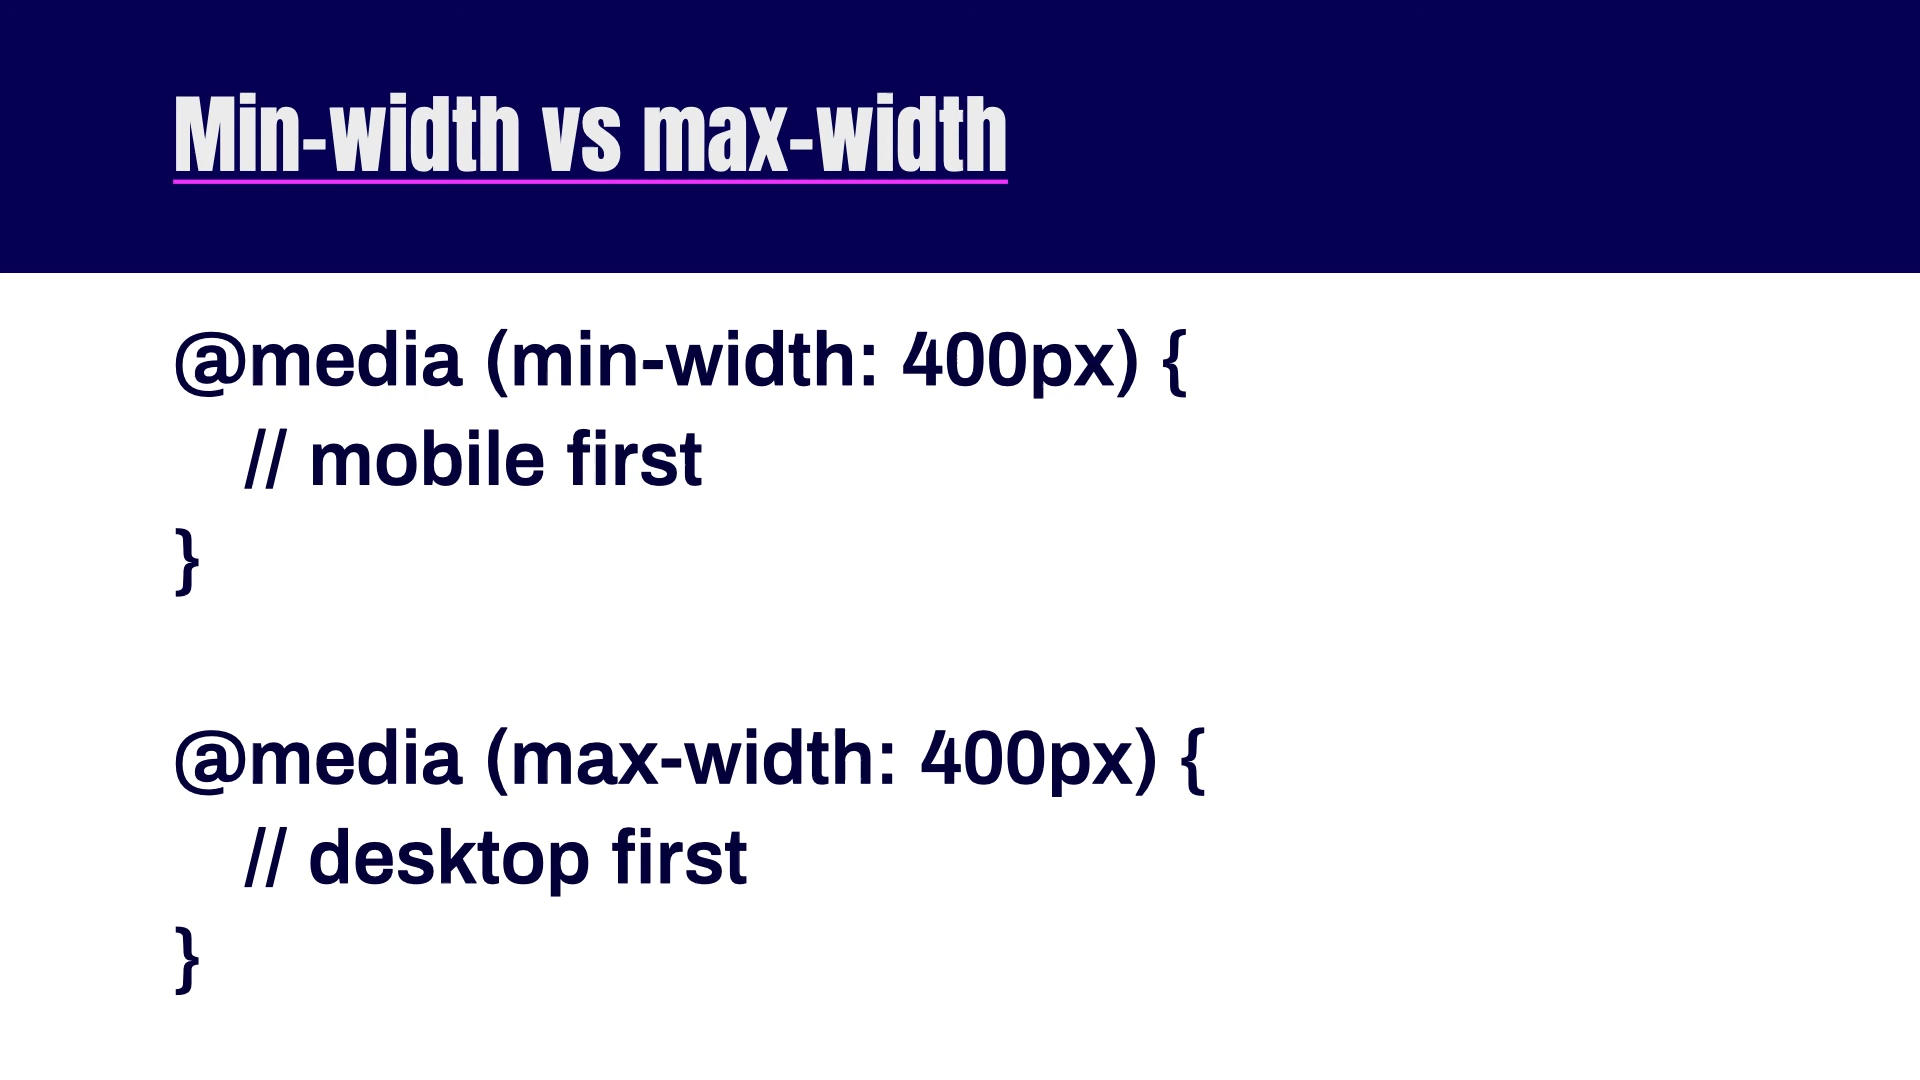 Min-width vs max-width
@media (min-width: 400px) {
    // mobile first
}
@media (max-width: 400px) {
    // desktop first
}